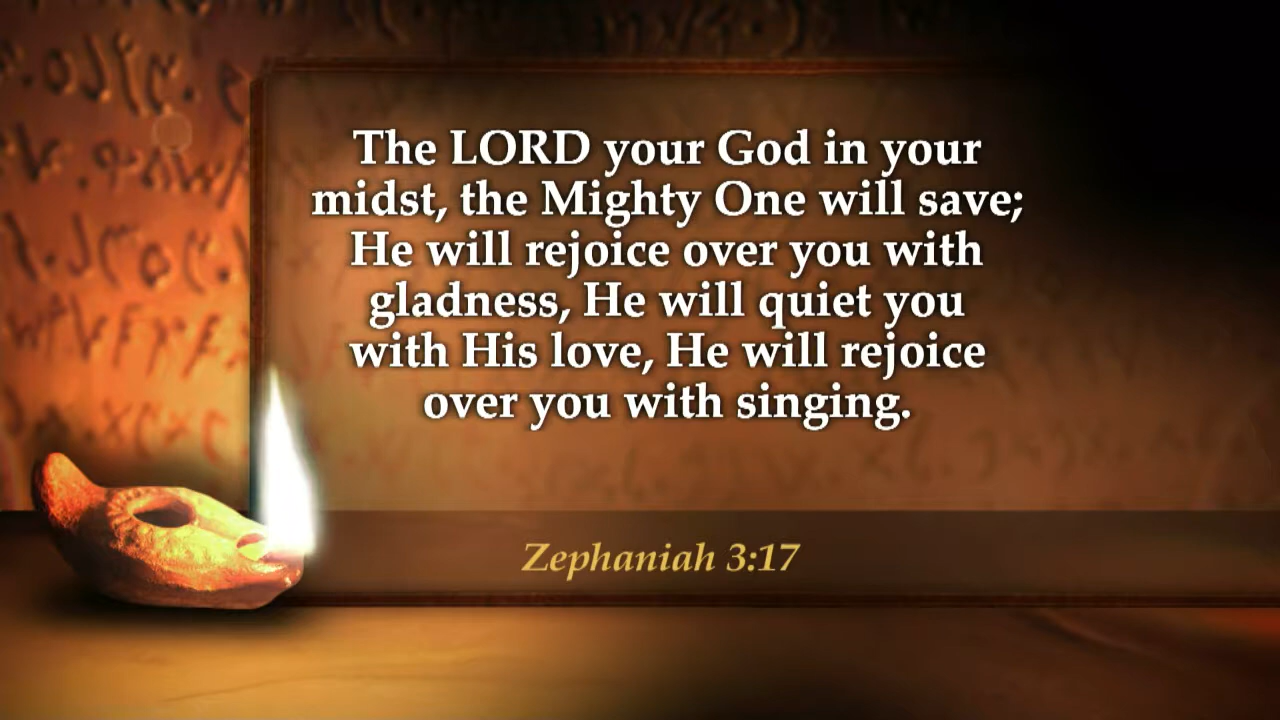 The LORD your God in your
midst, the Mighty One will save;
He will rejoice over you with
gladness, He will quiet you
with His love, He will rejoice
over you with singing.
Zephaniah 3:17